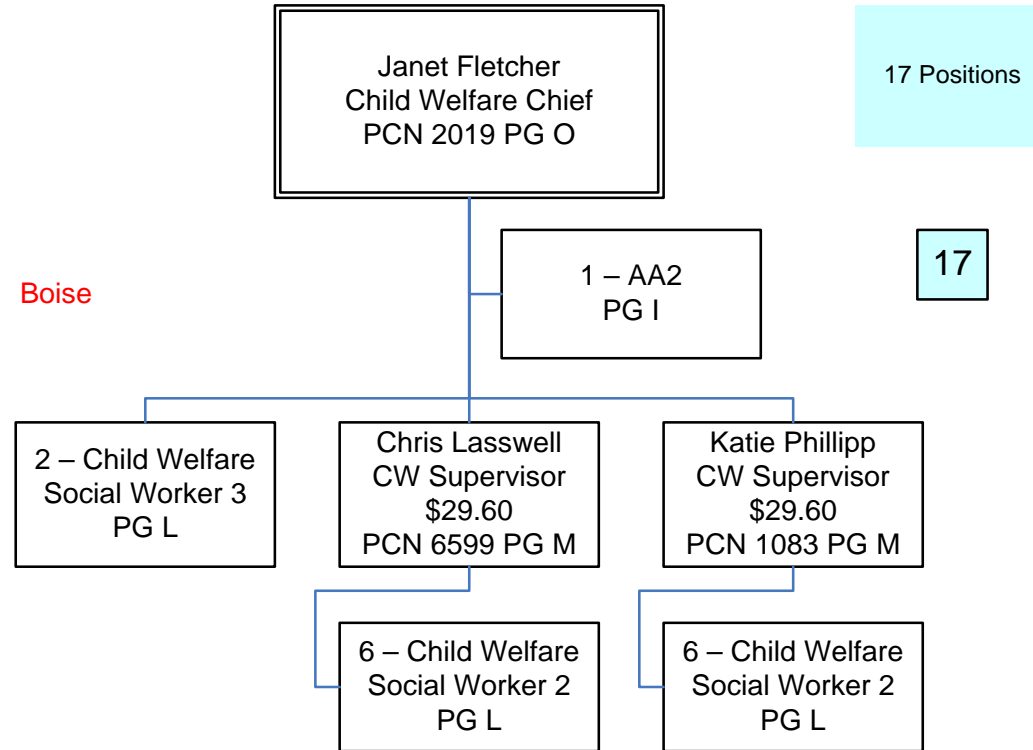 Janet Fletcher
Child Welfare Chief
PCN 2019 PG O
17 Positions
1 – AA2
PG I
17
Boise
2 – Child Welfare
Social Worker 3
PG L
Chris Lasswell
CW Supervisor
$29.60
PCN 6599 PG M
Katie Phillipp
CW Supervisor
$29.60
PCN 1083 PG M
6 – Child Welfare
Social Worker 2
PG L
6 – Child Welfare
Social Worker 2
PG L